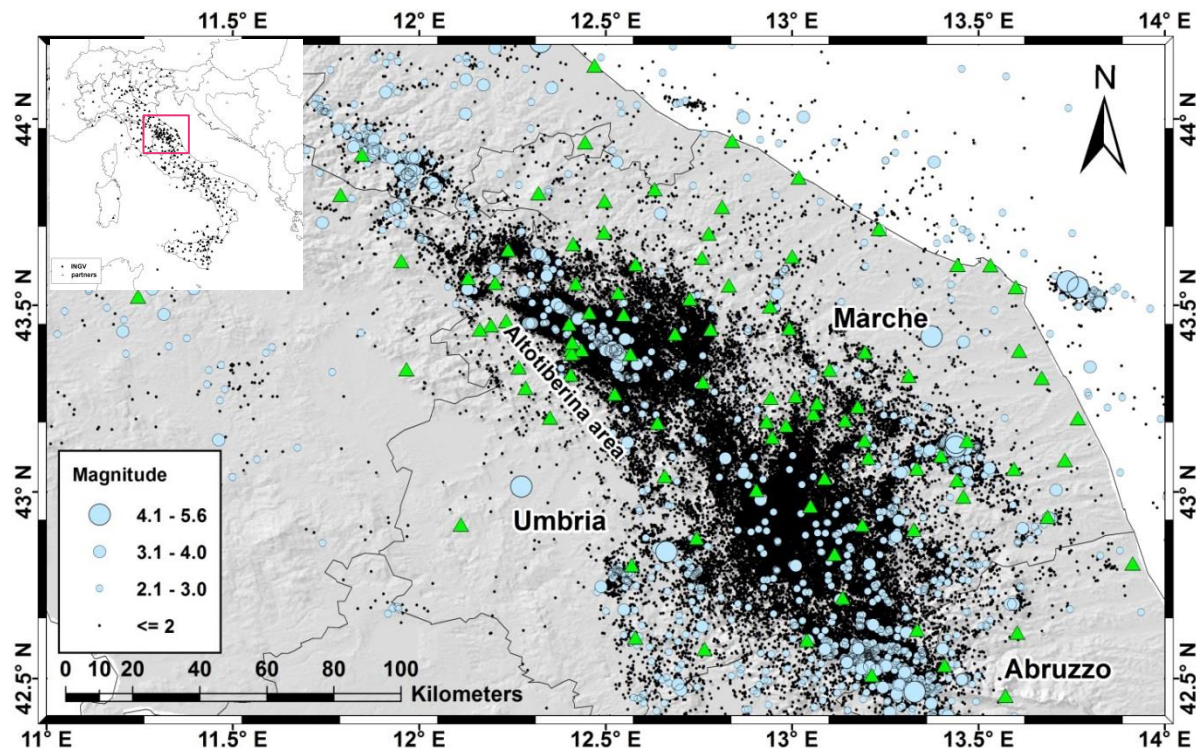 11.5° E 12° E 12.5° E 13° E 13.5° E 14° E
N
44° N 44° N
INGV
partners
43.5° N 43.5° N
Marche
Altotiberina area
Magnitude
4.1 - 5.6
3.1 - 4.0
2.1 - 3.0
<= 2
43° N 43° N
Umbria
0 10 20 40 60 80 100
Kilometers
Abruzzo
42.5° N 42.5° N
11° E 11.5° E 12° E 12.5° E 13° E 13.5° E 14° E